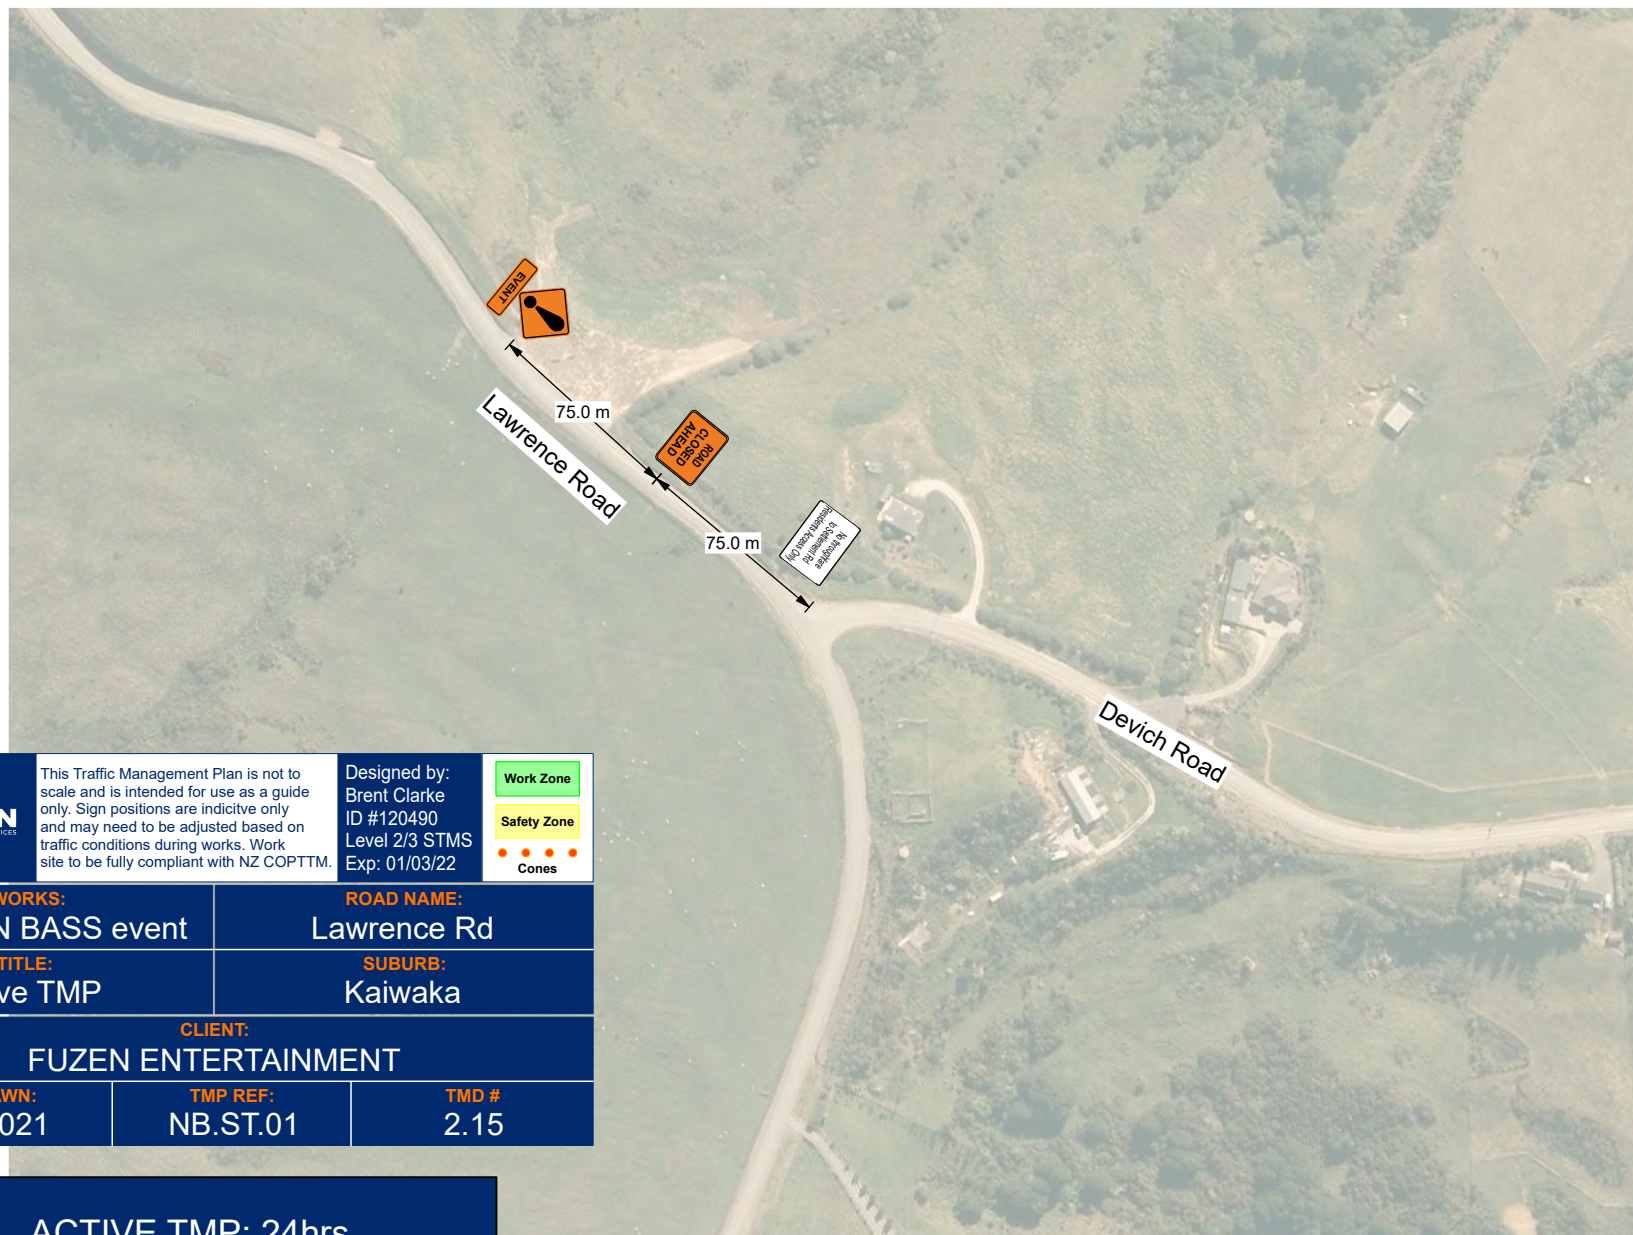 EVENT
75.0 m
Lawrence Road
ROAD
CLOSED
AHEAD
75.0 m
No throughfare
to Settlement Rd
Residents Access Only
Devich Road
N
ICES
This Traffic Management Plan is not to
scale and is intended for use as a guide
only. Sign positions are indicitve only
and may need to be adjusted based on
traffic conditions during works. Work
site to be fully compliant with NZ COPTTM.
Designed by:
Brent Clarke
ID #120490
Level 2/3 STMS
Exp: 01/03/22
Work Zone
Safety Zone
Cones
WORKS:
N BASS event
ROAD NAME:
Lawrence Rd
TITLE:
ve TMP
SUBURB:
Kaiwaka
CLIENT:
FUZEN ENTERTAINMENT
WN:
021
TMP REF:
NB.ST.01
TMD #
2.15
ACTIVE TMP: 24hrs